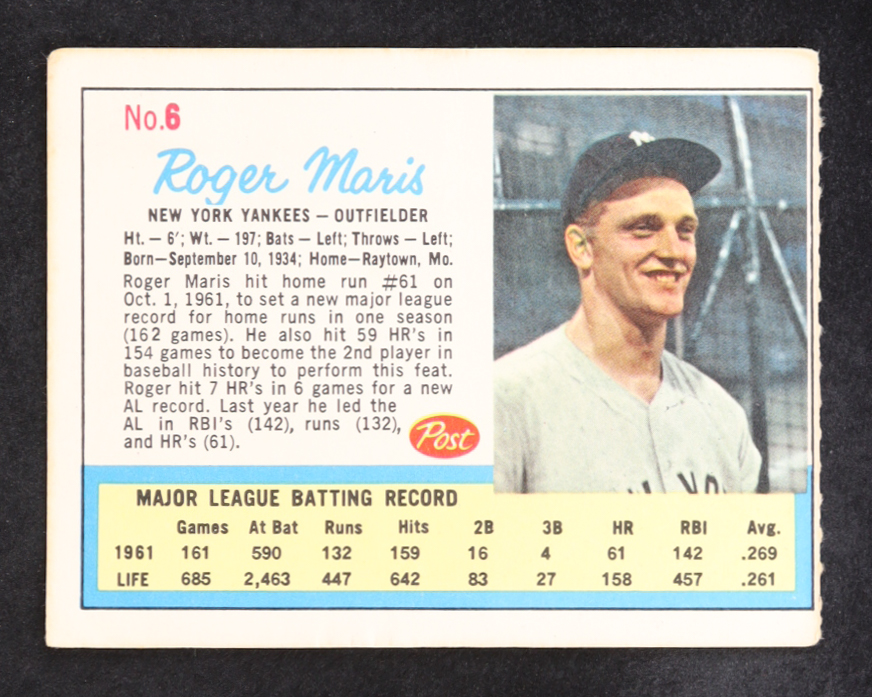 No.6
Roger Maris
NEW YORK YANKEES – OUTFIELDER
Ht. – 6'; Wt. – 197; Bats – Left; Throws – Left;
Born–September 10, 1934; Home–Raytown, Mo.
Roger Maris hit home run #61 on
Oct. 1, 1961, to set a new major league
record for home runs in one season
(162 games). He also hit 59 HR's in
154 games to become the 2nd player in
baseball history to perform this feat.
Roger hit 7 HR's in 6 games for a new
AL record. Last year he led the
AL in RBI's (142), runs (132),
and HR's (61).
Post
MAJOR LEAGUE BATTING RECORD
Games At Bat Runs Hits 2B 3B HR RBI Avg.
1961 161 590 132 159 16 4 61 142 .269
LIFE 685 2,463 447 642 83 27 158 457 .261